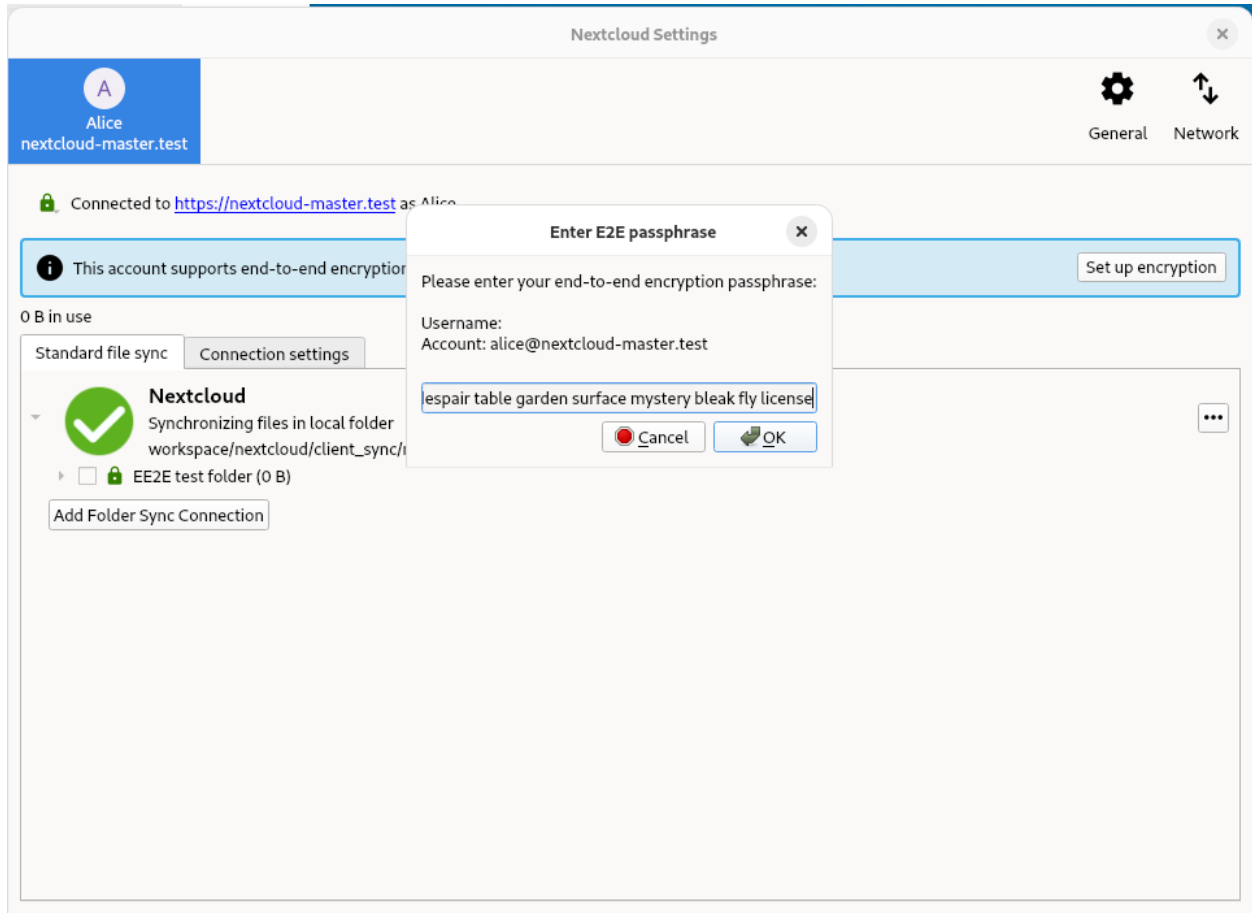 Nextcloud Settings
A
Alice
nextcloud-master.test
General
Network
Connected to https://nextcloud-master.test as Alice
Enter E2E passphrase
This account supports end-to-end encryption
Set up encryption
Please enter your end-to-end encryption passphrase:
Username:
Account: alice@nextcloud-master.test
0 B in use
Standard file sync
Connection settings
table garden surface mystery bleak fly license
Cancel
OK
Nextcloud
Synchronizing files in local folder
workspace/nextcloud/client_sync/
EE2E test folder (0 B)
Add Folder Sync Connection